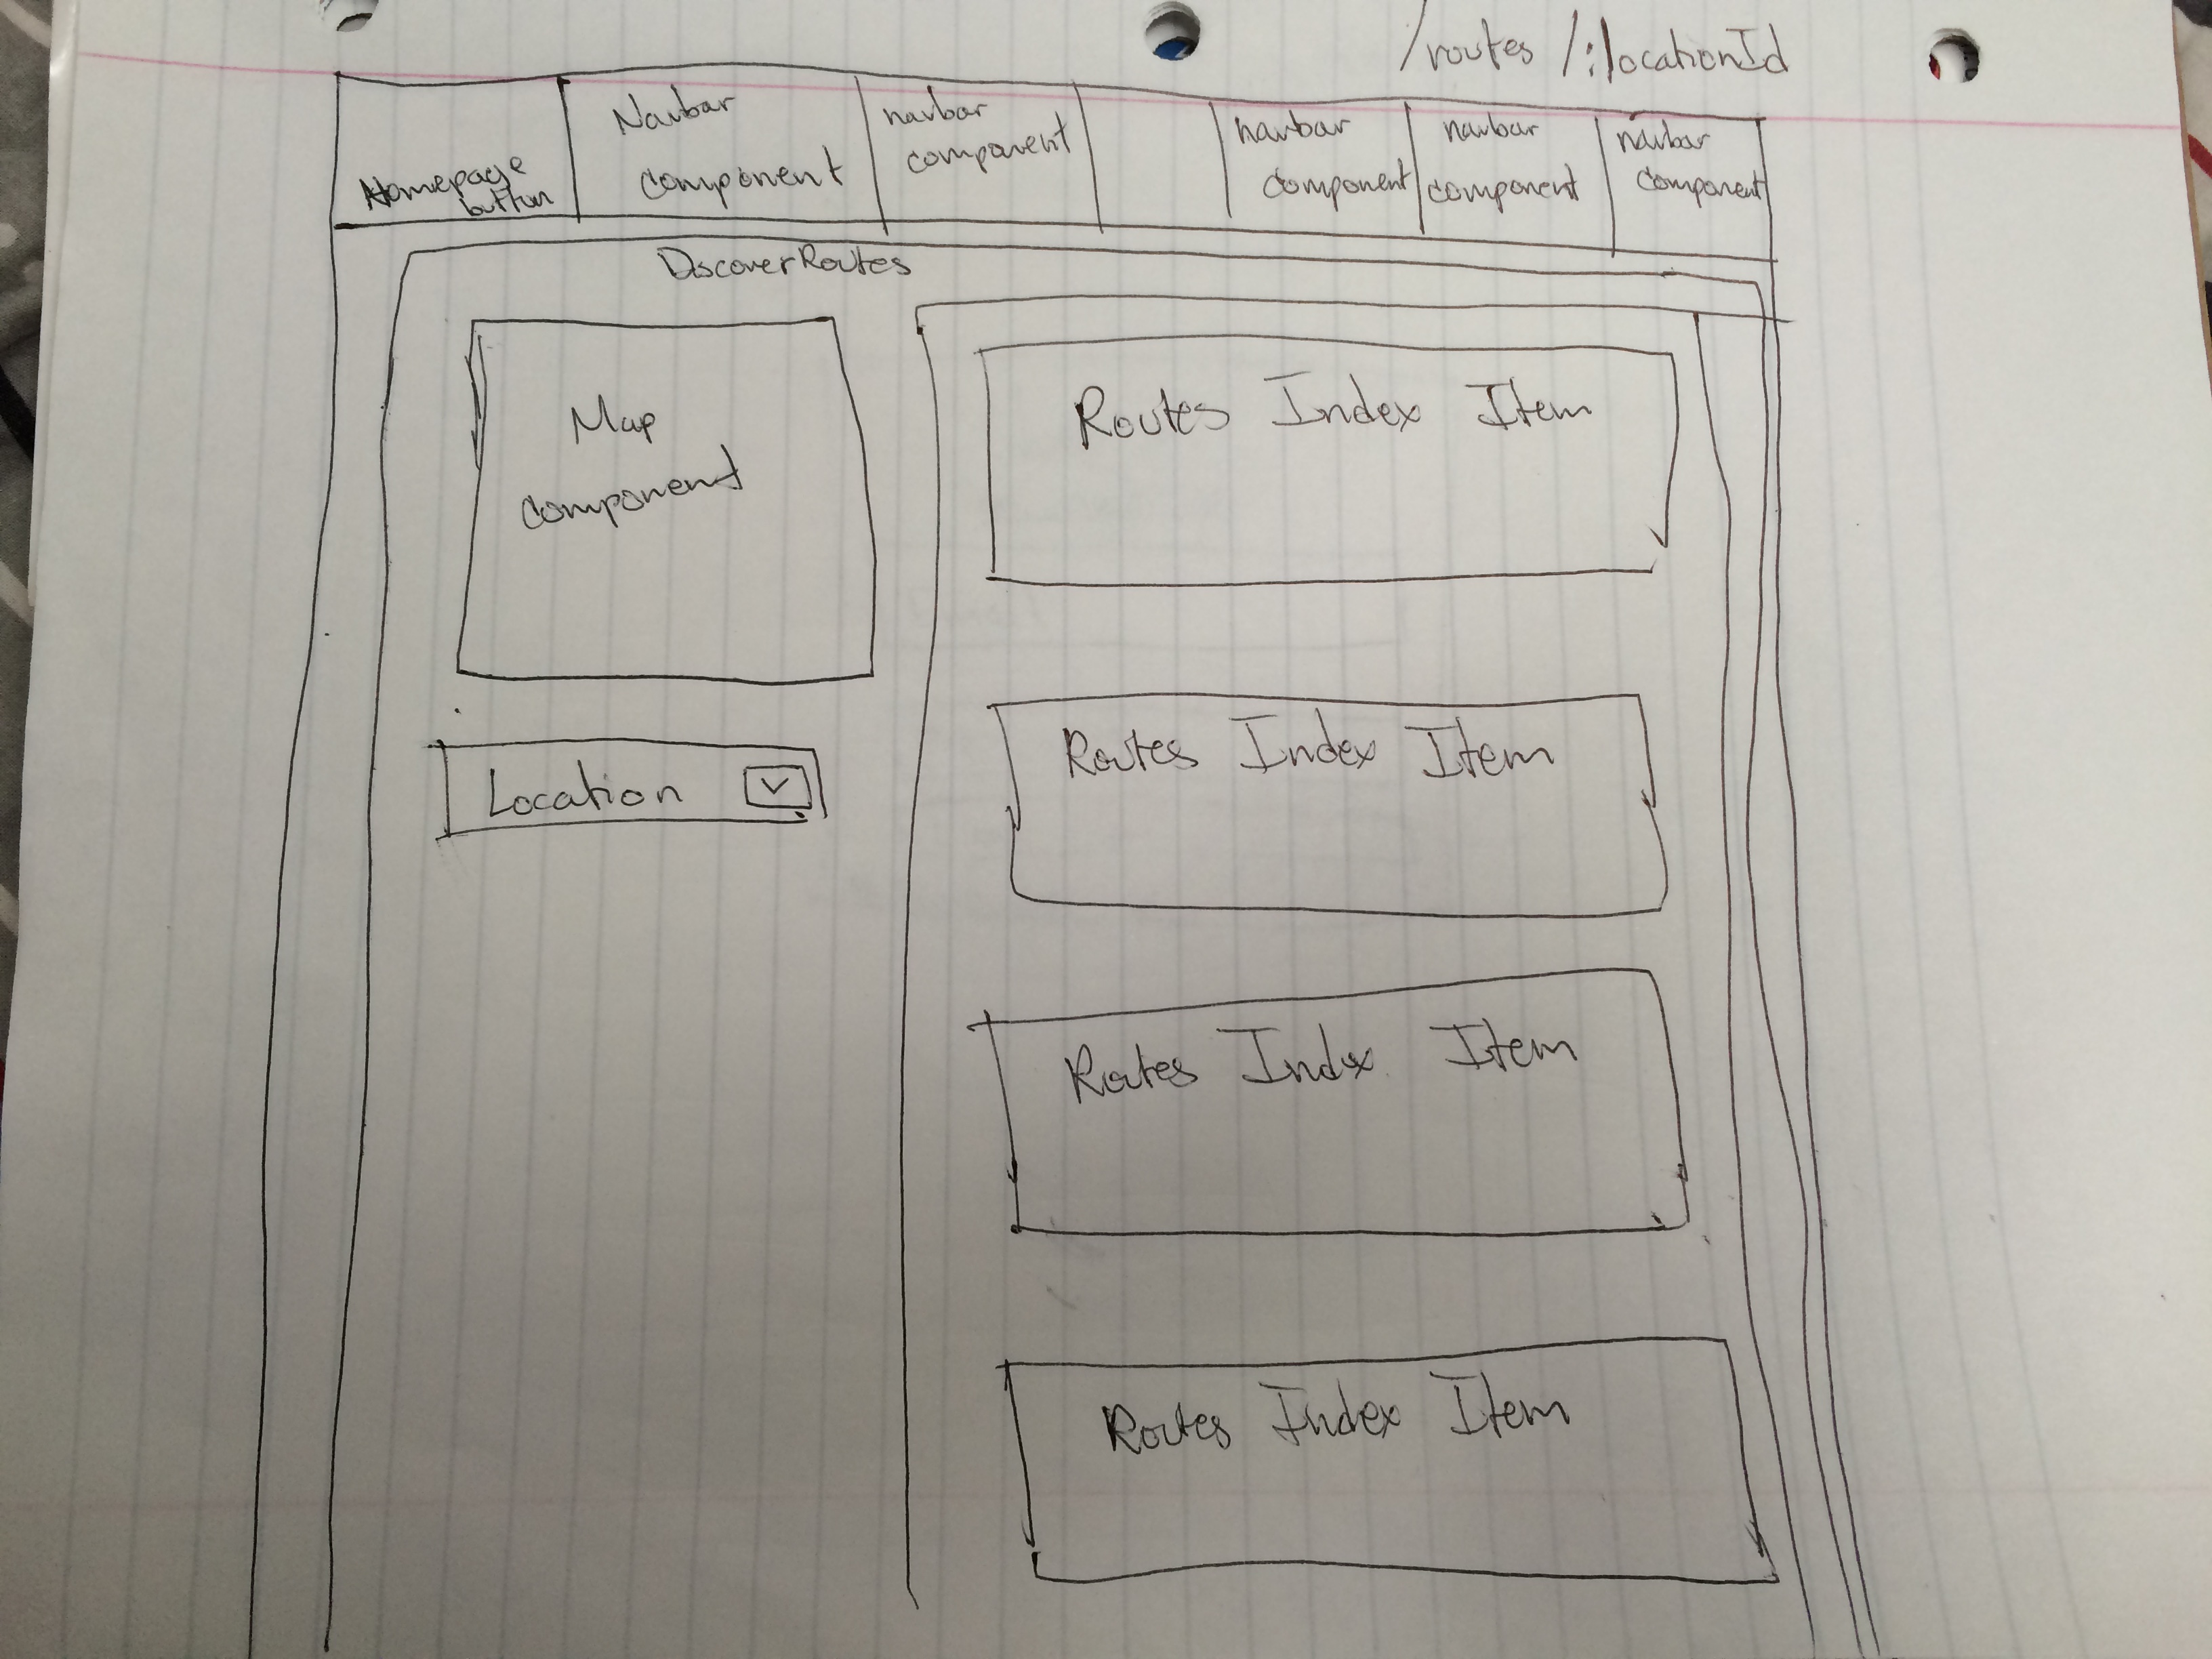 /routes/:locationId
Homepage
button
Navbar
component
navbar
component
navbar
component
navbar
component
navbar
component
DiscoverRoutes
Map
component
Location
Routes Index Item
Routes Index Item
Routes Index Item
Routes Index Item